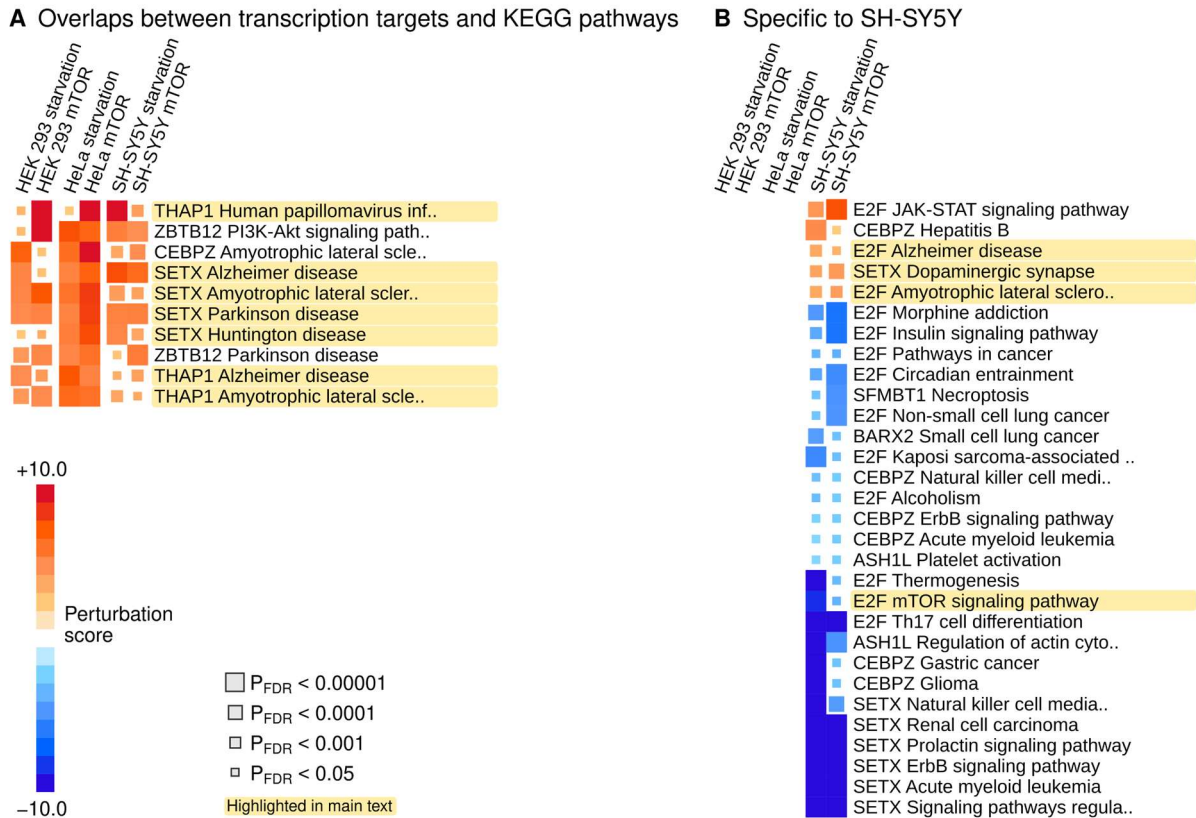 A Overlaps between transcription targets and KEGG pathways
HEK 293 starvation
HEK 293 mTOR
HeLa starvation
HeLa mTOR
SH-SY5Y starvation
SH-SY5Y mTOR
THAP1 Human papillomavirus inf..
ZBTB12 PI3K-Akt signaling path..
CEBPZ Amyotrophic lateral scle..
SETX Alzheimer disease
SETX Amyotrophic lateral scler..
SETX Parkinson disease
SETX Huntington disease
ZBTB12 Parkinson disease
THAP1 Alzheimer disease
THAP1 Amyotrophic lateral scle..
+10.0
Perturbation
score
−10.0
PFDR < 0.00001
PFDR < 0.0001
PFDR < 0.001
PFDR < 0.05
Highlighted in main text
B Specific to SH-SY5Y
HEK 293 starvation
HEK 293 mTOR
HeLa starvation
HeLa mTOR
SH-SY5Y starvation
SH-SY5Y mTOR
E2F JAK-STAT signaling pathway
CEBPZ Hepatitis B
E2F Alzheimer disease
SETX Dopaminergic synapse
E2F Amyotrophic lateral sclero..
E2F Morphine addiction
E2F Insulin signaling pathway
E2F Pathways in cancer
E2F Circadian entrainment
SFMBT1 Necroptosis
E2F Non-small cell lung cancer
BARX2 Small cell lung cancer
E2F Kaposi sarcoma-associated ..
CEBPZ Natural killer cell medi..
E2F Alcoholism
CEBPZ ErbB signaling pathway
CEBPZ Acute myeloid leukemia
ASH1L Platelet activation
E2F Thermogenesis
E2F mTOR signaling pathway
E2F Th17 cell differentiation
ASH1L Regulation of actin cyto..
CEBPZ Gastric cancer
CEBPZ Glioma
SETX Natural killer cell media..
SETX Renal cell carcinoma
SETX Prolactin signaling pathway
SETX ErbB signaling pathway
SETX Acute myeloid leukemia
SETX Signaling pathways regula..